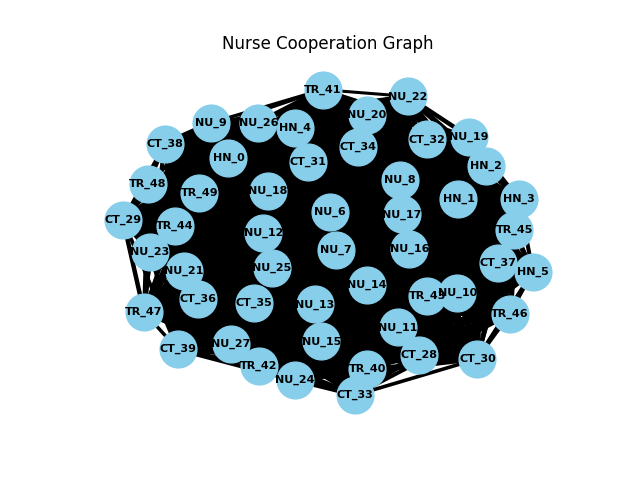 Nurse Cooperation Graph
TR_41
NU_22
NU_20
NU_9
NU_26
HN_4
NU_19
CT_32
CT_38
CT_34
HN_0
CT_31
HN_2
NU_8
TR_48
NU_18
TR_49
HN_1
HN_3
NU_6
NU_17
CT_29
TR_44
TR_45
NU_12
NU_7
NU_16
NU_23
CT_37
NU_25
NU_21
HN_5
NU_14
NU_10
TR_43
CT_36
CT_35
NU_13
TR_47
TR_46
NU_11
NU_15
NU_27
CT_39
CT_28
CT_30
TR_42
TR_40
NU_24
CT_33